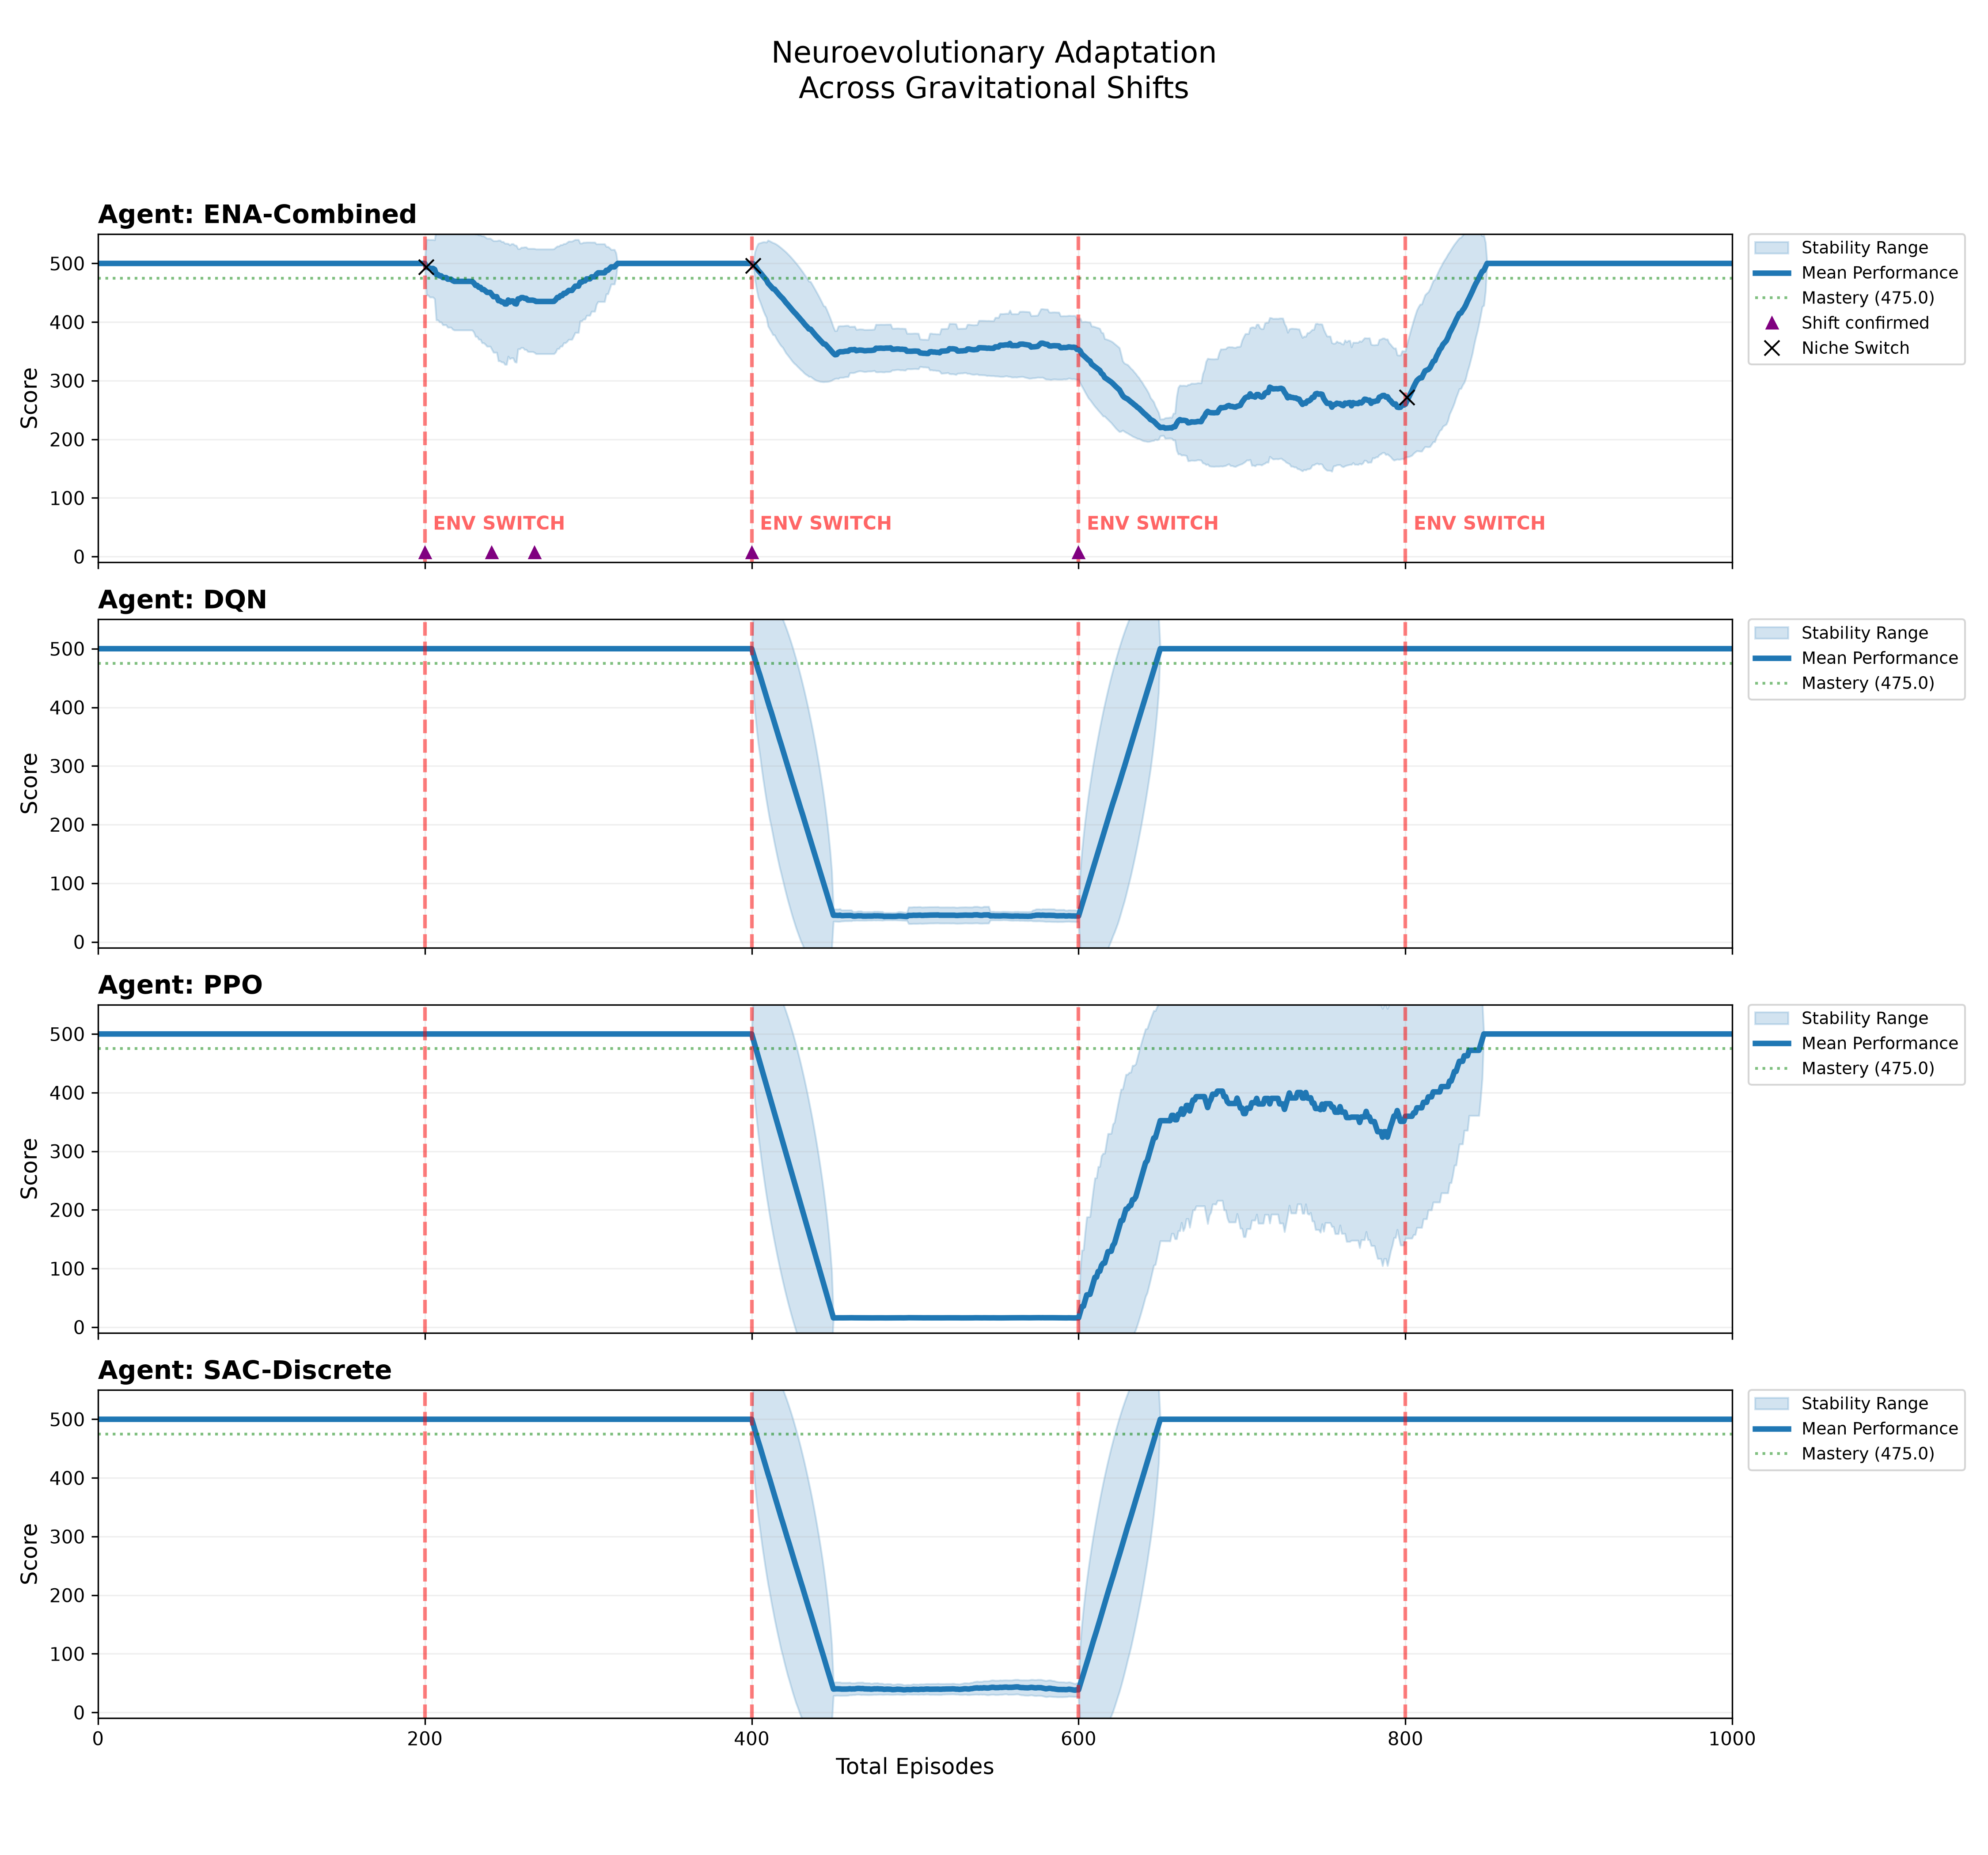 Neuroevolutionary Adaptation
Across Gravitational Shifts
Agent: ENA-Combined
500
400
300
200
100
0
Score
ENV SWITCH
ENV SWITCH
ENV SWITCH
ENV SWITCH
Stability Range
Mean Performance
Mastery (475.0)
Shift confirmed
Niche Switch
Agent: DQN
500
400
300
200
100
0
Score
Stability Range
Mean Performance
Mastery (475.0)
Agent: PPO
500
400
300
200
100
0
Score
Stability Range
Mean Performance
Mastery (475.0)
Agent: SAC-Discrete
500
400
300
200
100
0
Score
Stability Range
Mean Performance
Mastery (475.0)
0 200 400 600 800 1000
Total Episodes